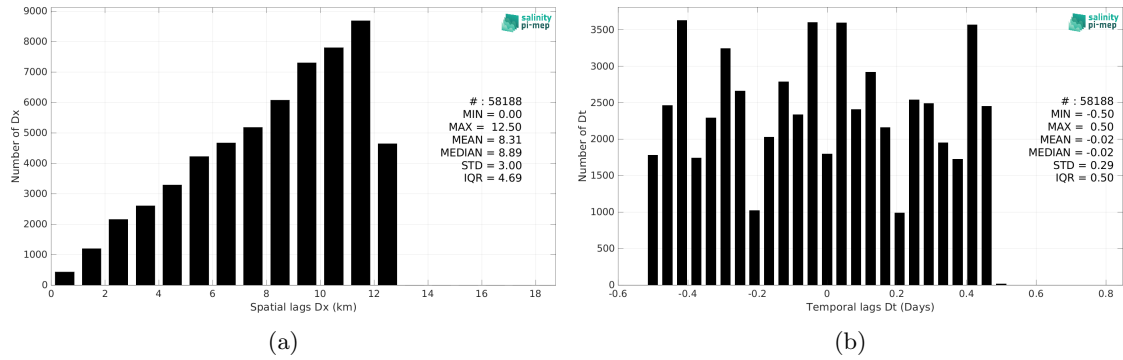 9000
8000
7000
6000
5000
4000
3000
2000
1000
0
Number of Dx
0 2 4 6 8 10 12 14 16 18
Spatial lags Dx (km)
salinity
pi-mep
# : 58188
MIN = 0.00
MAX = 12.50
MEAN = 8.31
MEDIAN = 8.89
STD = 3.00
IQR = 4.69
(a)
3500
3000
2500
2000
1500
1000
500
0
Number of Dt
-0.6 -0.4 -0.2 0 0.2 0.4 0.6 0.8
Temporal lags Dt (Days)
salinity
pi-mep
# : 58188
MIN = -0.50
MAX = 0.50
MEAN = -0.02
MEDIAN = -0.02
STD = 0.29
IQR = 0.50
(b)